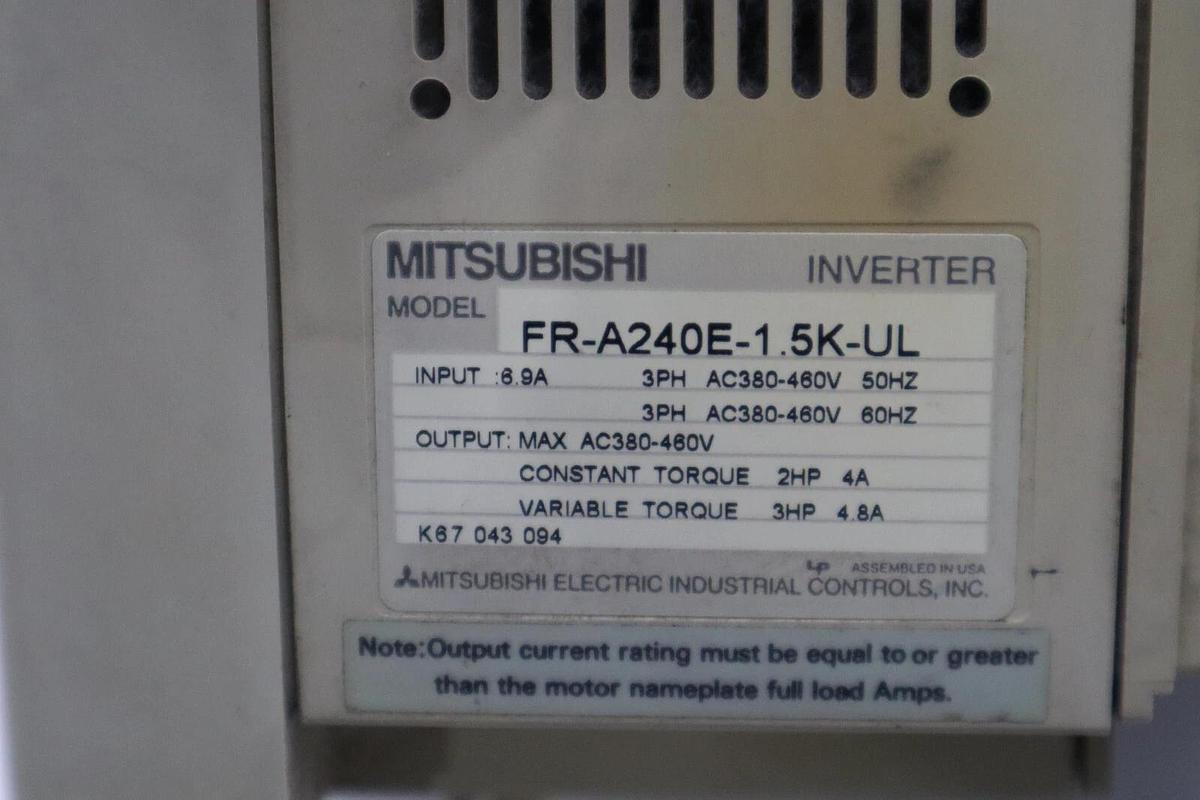 MITSUBISHI INVERTER
MODEL FR-A240E-1.5K-UL
INPUT :6.9A 3PH AC380-460V 50HZ
3PH AC380-460V 60HZ
OUTPUT: MAX AC380-460V
CONSTANT TORQUE 2HP 4A
VARIABLE TORQUE 3HP 4.8A
K67 043 094
ASSEMBLED IN USA
MITSUBISHI ELECTRIC INDUSTRIAL CONTROLS, INC.
Note:Output current rating must be equal to or greater
than the motor nameplate full load Amps.